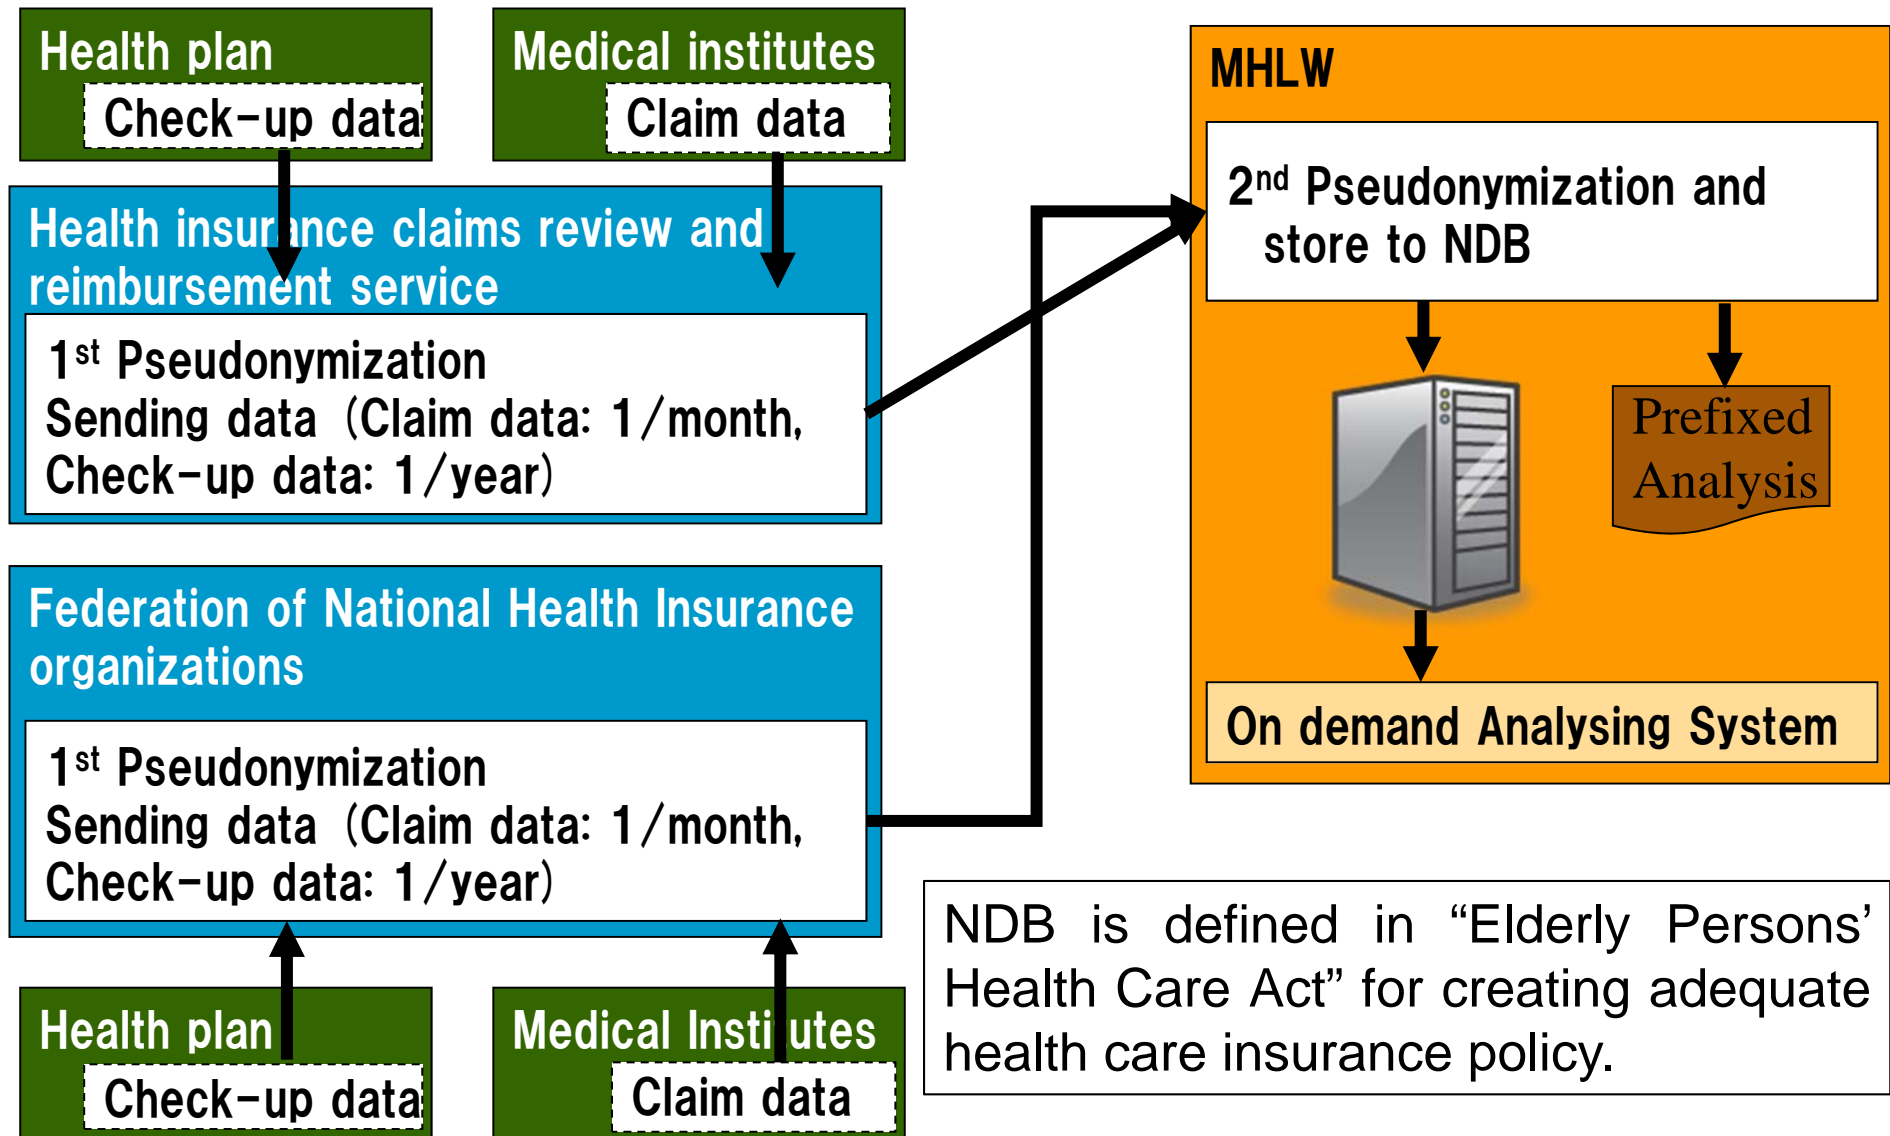 Health plan
Check-up data
Medical institutes
Claim data
Health insurance claims review and
reimbursement service
1st Pseudonymization
Sending data (Claim data: 1/month,
Check-up data: 1/year)
Federation of National Health Insurance
organizations
1st Pseudonymization
Sending data (Claim data: 1/month,
Check-up data: 1/year)
Health plan
Check-up data
Medical Institutes
Claim data
MHLW
2nd Pseudonymization and
store to NDB
Prefixed
Analysis
On demand Analysing System
NDB is defined in “Elderly Persons’
Health Care Act” for creating adequate
health care insurance policy.